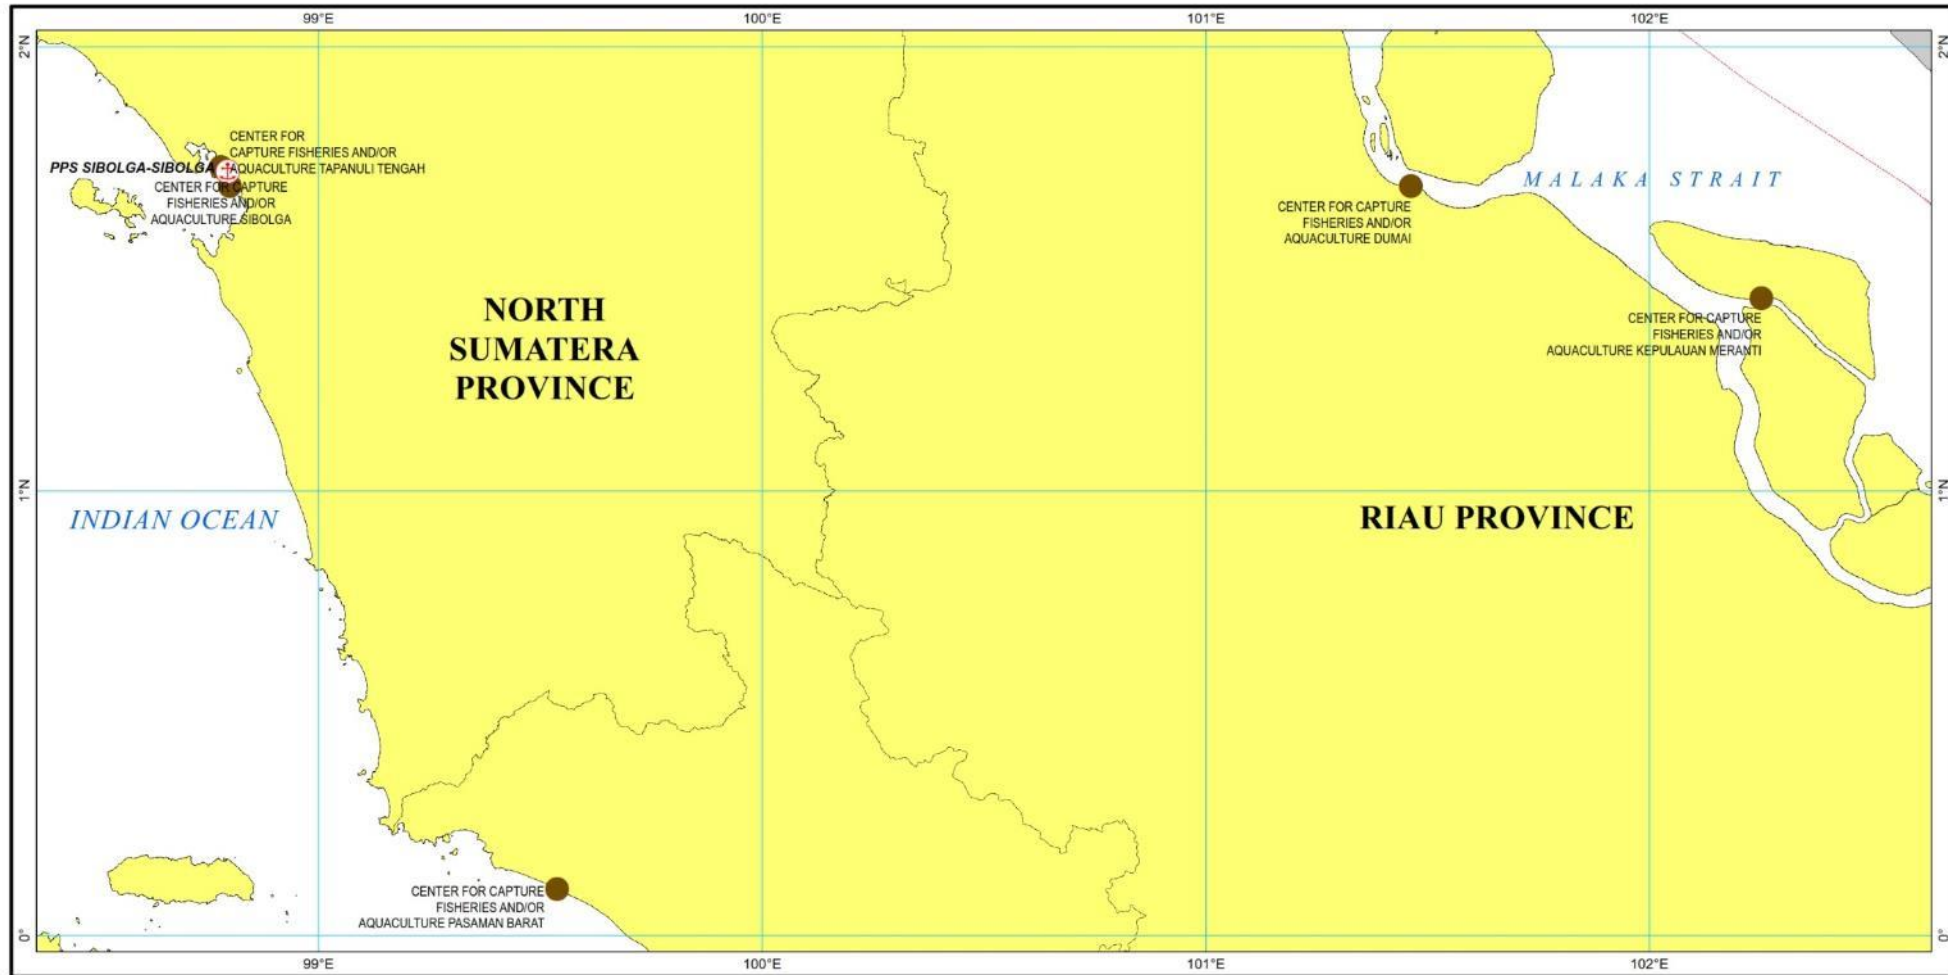 99°E
100°E
101°E
102°E
2°N
2°N
CENTER FOR
CAPTURE FISHERIES AND/OR
AQUACULTURE TAPANULI TENGAH
PPS SIBOLGA-SIBOLGA
CENTER FOR CAPTURE
FISHERIES AND/OR
AQUACULTURE SIBOLGA
MALAKA STRAIT
CENTER FOR CAPTURE
FISHERIES AND/OR
AQUACULTURE DUMAI
NORTH
SUMATERA
PROVINCE
CENTER FOR CAPTURE
FISHERIES AND/OR
AQUACULTURE KEPULAUAN MERANTI
1°N
1°N
INDIAN OCEAN
RIAU PROVINCE
CENTER FOR CAPTURE
FISHERIES AND/OR
AQUACULTURE PASAMAN BARAT
0°
0°
99°E
100°E
101°E
102°E